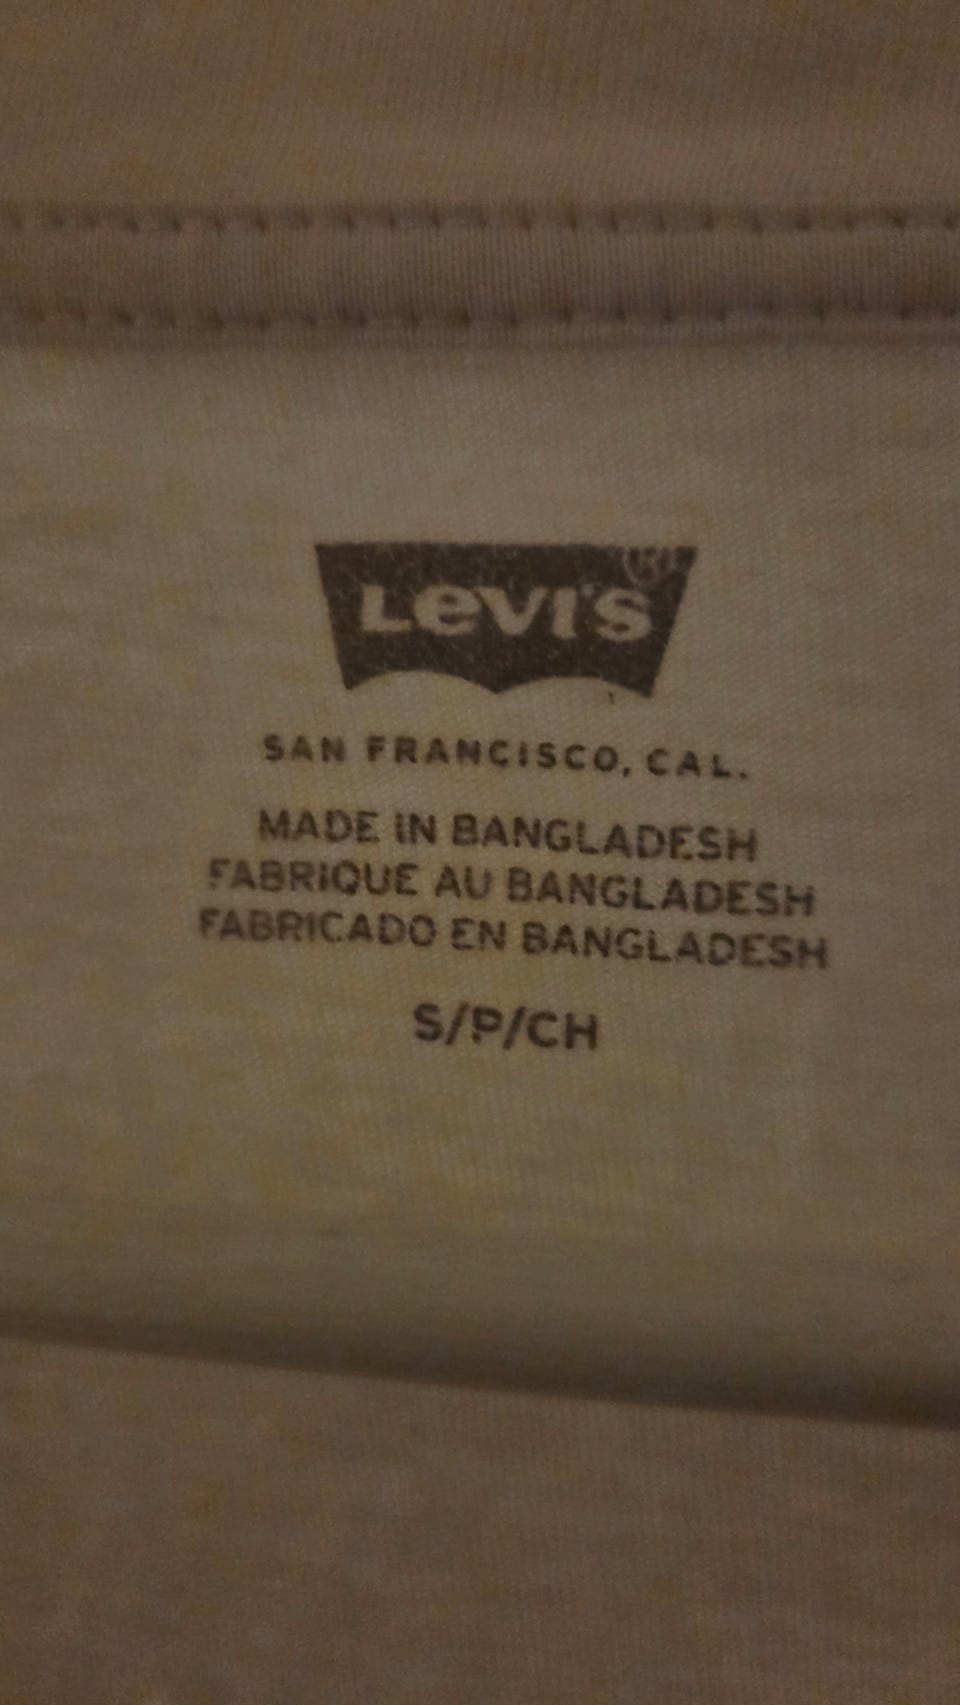 Levi's®
SAN FRANCISCO, CAL.
MADE IN BANGLADESH
FABRIQUE AU BANGLADESH
FABRICADO EN BANGLADESH
S/P/CH